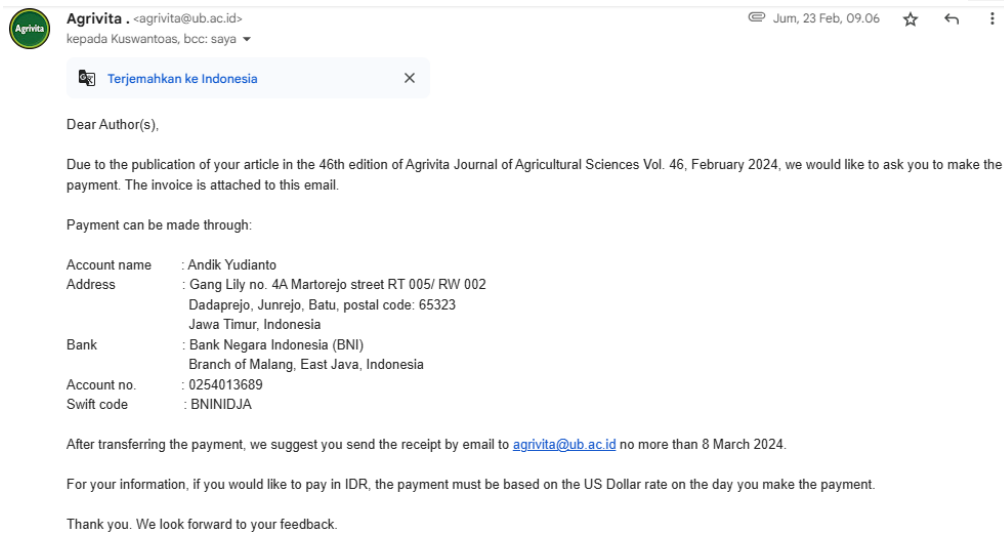 Agrivita
Agrivita . <agrivita@ub.ac.id>
Jum, 23 Feb, 09.06
kepada Kuswantoas, bcc: saya
Terjemahkan ke Indonesia
Dear Author(s),
Due to the publication of your article in the 46th edition of Agrivita Journal of Agricultural Sciences Vol. 46, February 2024, we would like to ask you to make the
payment. The invoice is attached to this email.
Payment can be made through:
Account name : Andik Yudianto
Address : Gang Lily no. 4A Martorejo street RT 005/ RW 002
Dadaprejo, Junrejo, Batu, postal code: 65323
Jawa Timur, Indonesia
Bank : Bank Negara Indonesia (BNI)
Branch of Malang, East Java, Indonesia
Account no. : 0254013689
Swift code : BNINIDJA
After transferring the payment, we suggest you send the receipt by email to agrivita@ub.ac.id no more than 8 March 2024.
For your information, if you would like to pay in IDR, the payment must be based on the US Dollar rate on the day you make the payment.
Thank you. We look forward to your feedback.